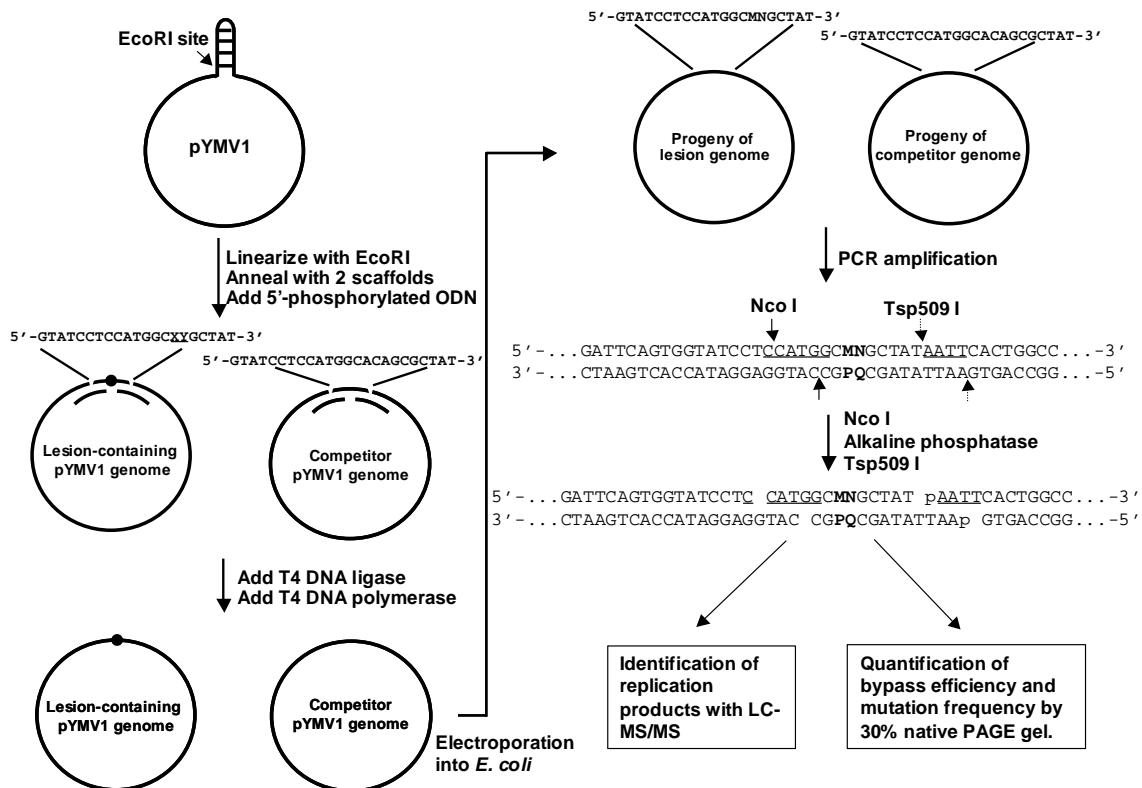 EcoRI site
pYMV1
Linearize with EcoRI
Anneal with 2 scaffolds
Add 5’-phosphorylated ODN
5’-GTATCCTCCATGGCXYGCTAT-3’
5’-GTATCCTCCATGGCACAGCGCTAT-3’
Lesion-containing
pYMV1 genome
Competitor
pYMV1 genome
Add T4 DNA ligase
Add T4 DNA polymerase
Lesion-containing
pYMV1 genome
Competitor
pYMV1 genome
Electroporation
into E. coli
5’-GTATCCTCCATGGCMNGCTAT-3’
5’-GTATCCTCCATGGCACAGCGCTAT-3’
Progeny of
lesion genome
Progeny of
competitor genome
PCR amplification
Nco I
Tsp509 I
5’-...GATTCAGTGGTATCCTCCATGGCMNGCTATAATTCACTGGCC...-3’
3’-...CTAAGTCACCATAGGAGGTACCGPQCGATATTAAGTGACCGG...-5’
Nco I
Alkaline phosphatase
Tsp509 I
5’-...GATTCAGTGGTATCCTC CATGGCMNGCTAT pAATTCACTGGCC...-3’
3’-...CTAAGTCACCATAGGAGGTAC CGPQCGATATTAAp GTGACCGG...-5’
Identification of
replication
products with LC-
MS/MS
Quantification of
bypass efficiency and
mutation frequency by
30% native PAGE gel.